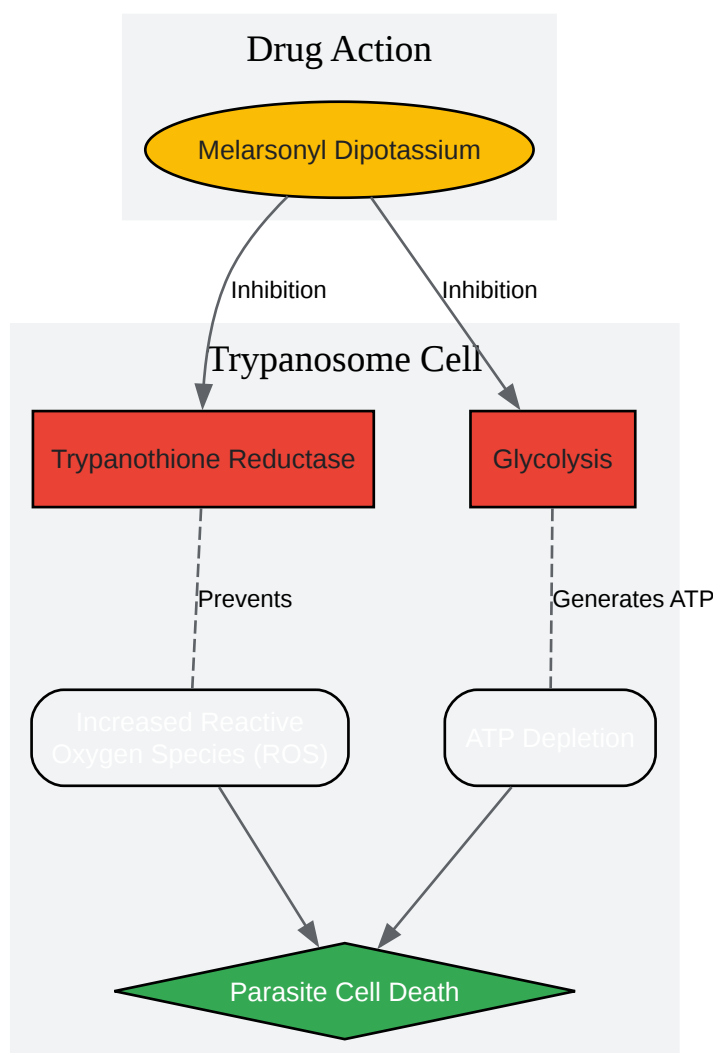 Drug Action
Melarsonyl Dipotassium
Inhibition
Inhibition
Trypanosome Cell
Trypanothione Reductase
Glycolysis
Prevents
Generates ATP
Increased Reactive
Oxygen Species (ROS)
ATP Depletion
Parasite Cell Death